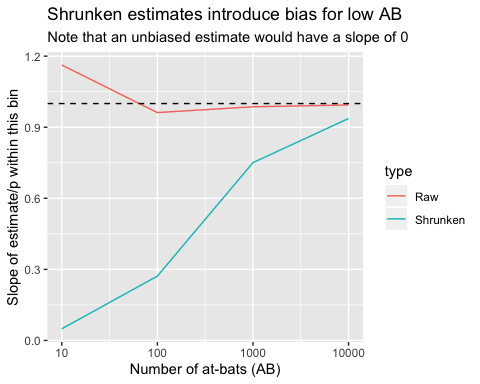 Shrunken estimates introduce bias for low AB
Note that an unbiased estimate would have a slope of 0
1.2
0.9
0.6
0.3
0.0
Slope of estimate/p within this bin
10
100
1000
10000
Number of at-bats (AB)
type
Raw
Shrunken